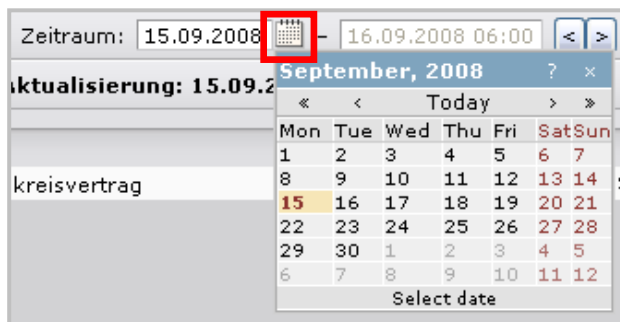 Zeitraum: 15.09.2008 – 16.09.2008 06:00 < >
ktualisierung: 15.09.2
September, 2008 ? ×
« ‹ Today › »
Mon Tue Wed Thu Fri Sat Sun
1 2 3 4 5 6 7
kreisvertrag
8 9 10 11 12 13 14
15 16 17 18 19 20 21
22 23 24 25 26 27 28
29 30 1 2 3 4 5
6 7 8 9 10 11 12
Select date